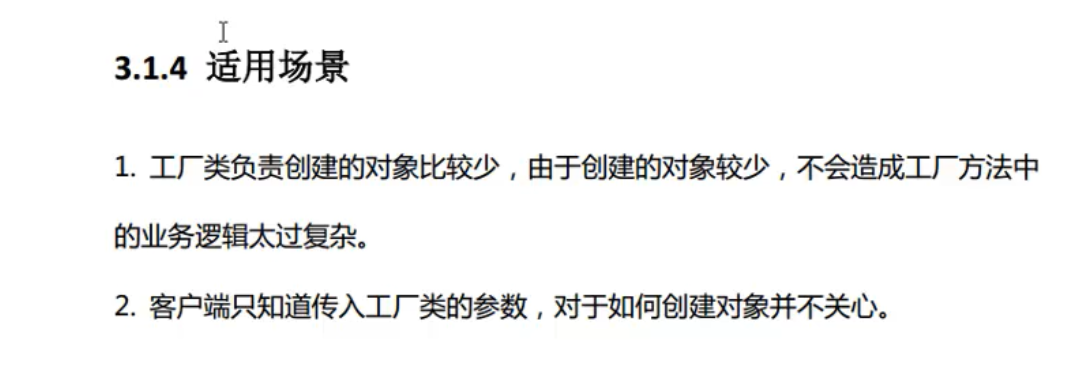 3.1.4 适用场景
1. 工厂类负责创建的对象比较少，由于创建的对象较少，不会造成工厂方法中
的业务逻辑太过复杂。
2. 客户端只知道传入工厂类的参数，对于如何创建对象并不关心。